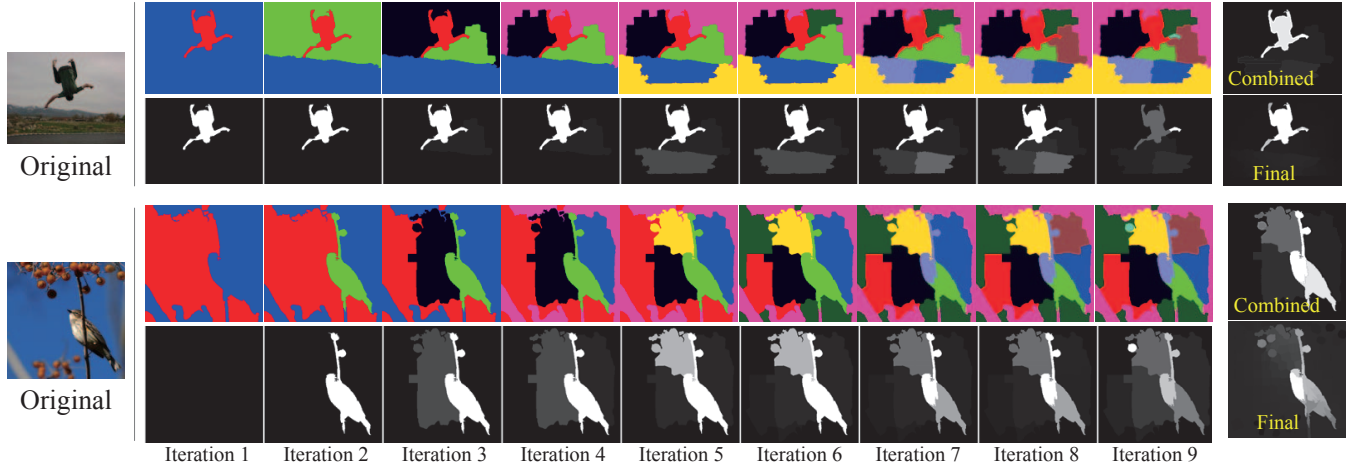 Original
Combined
Final
Original
Combined
Final
Iteration 1 Iteration 2 Iteration 3 Iteration 4 Iteration 5 Iteration 6 Iteration 7 Iteration 8 Iteration 9